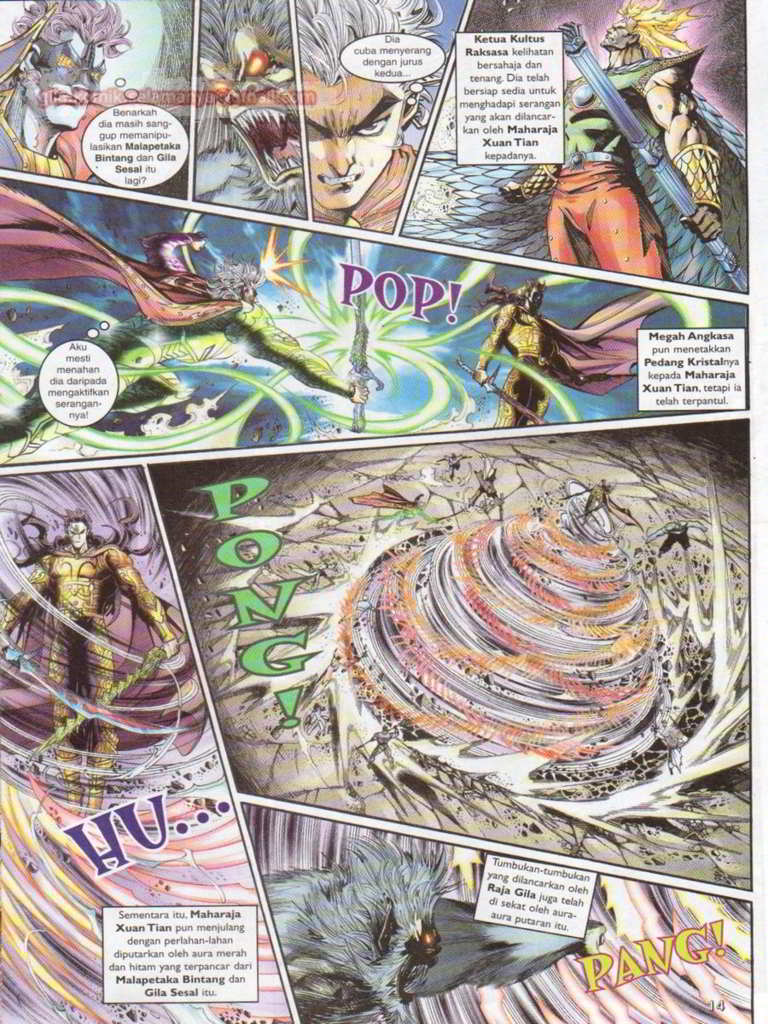 Benarkah
dia masih sang-
gup memanipu-
lasikan Malapetaka
Bintang dan Gila
Sesal itu
lagi?
Dia
cuba menyerang
dengan jurus
kedua...
Ketua Kultus
Raksasa kelihatan
bersahaja dan
tenang. Dia telah
bersiap sedia untuk
menghadapi serangan
yang akan dilancar-
kan oleh Maharaja
Xuan Tian
kepadanya.
POP!
Aku
mesti
menahan
dia daripada
mengaktifkan
serangan-
nya!
Megah Angkasa
pun menetakkan
Pedang Kristalnya
kepada Maharaja
Xuan Tian, tetapi ia
telah terpantul.
PONG!
HU...
Sementara itu, Maharaja
Xuan Tian pun menjulang
dengan perlahan-lahan
diputarkan oleh aura merah
dan hitam yang terpancar dari
Malapetaka Bintang dan
Gila Sesal itu.
Tumbukan-tumbukan
yang dilancarkan oleh
Raja Gila juga telah
di sekat oleh aura-
aura putaran itu.
PANG!
14